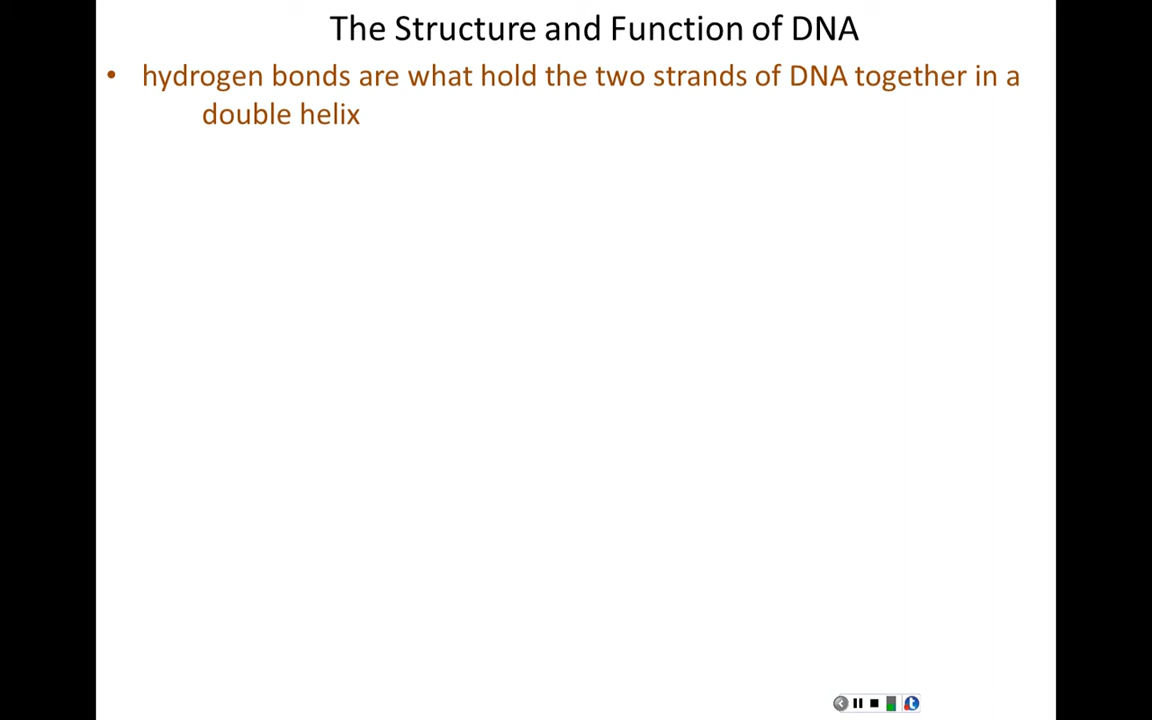 The Structure and Function of DNA
• hydrogen bonds are what hold the two strands of DNA together in a
double helix